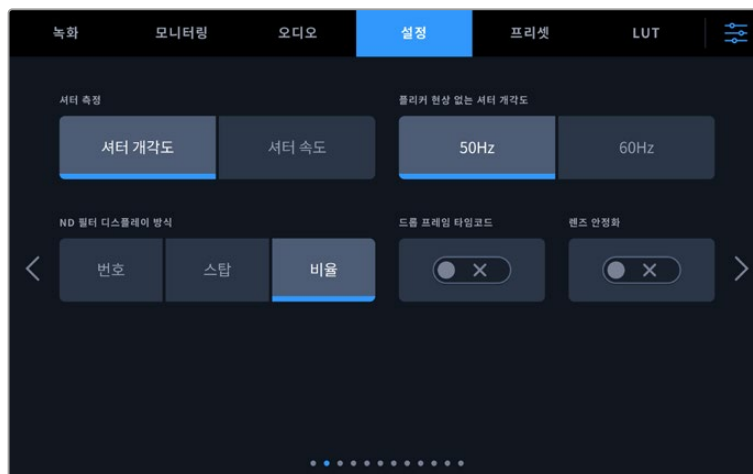 녹화 모니터링 오디오 설정 프리셋 LUT
셔터 측정 플리커 현상 없는 셔터 개각도
셔터 개각도 셔터 속도 50Hz 60Hz
ND 필터 디스플레이 방식 드롭 프레임 타임코드 렌즈 안정화
번호 스탑 비율